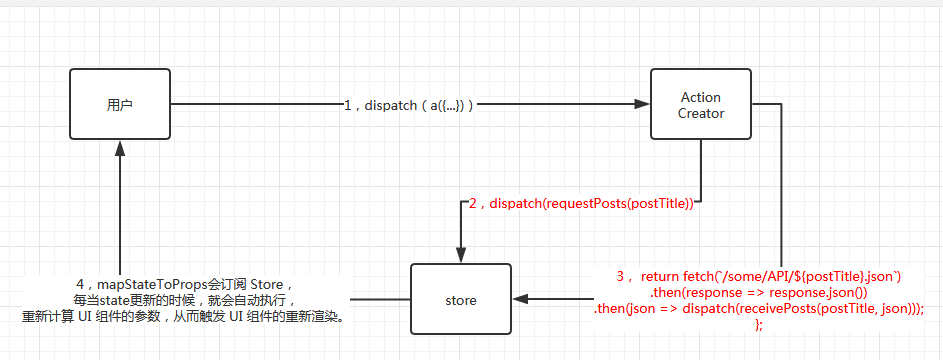 用户
1，dispatch（a({...})）
Action
Creator
2，dispatch(requestPosts(postTitle))
3， return fetch(`/some/API/${postTitle}.json`)
.then(response => response.json())
.then(json => dispatch(receivePosts(postTitle, json)));
};
store
4，mapStateToProps会订阅 Store，
每当state更新的时候，就会自动执行，
重新计算 UI 组件的参数，从而触发 UI 组件的重新渲染。